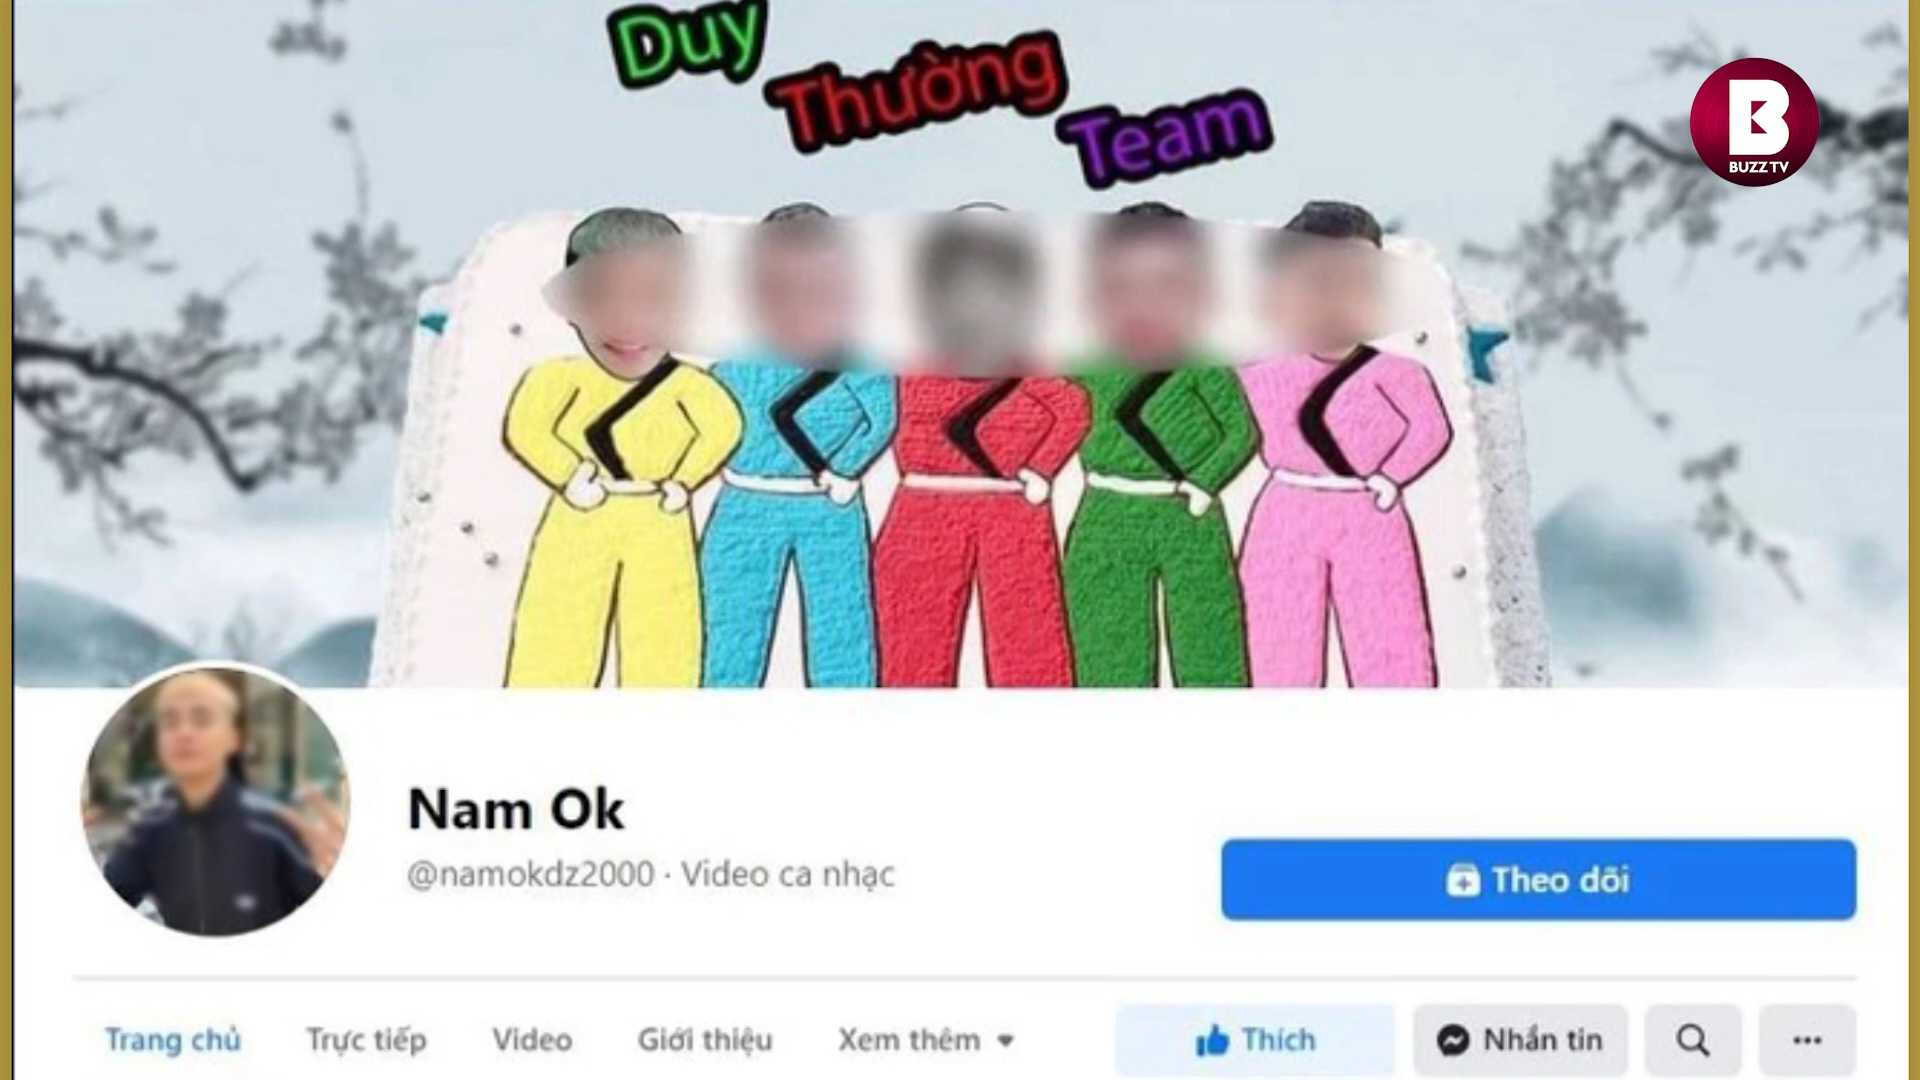 Duy
Thường
Team
B
BUZZ TV
Nam Ok
@namokdz2000 · Video ca nhạc
Theo dõi
Trang chủ
Trực tiếp
Video
Giới thiệu
Xem thêm
Thích
Nhắn tin